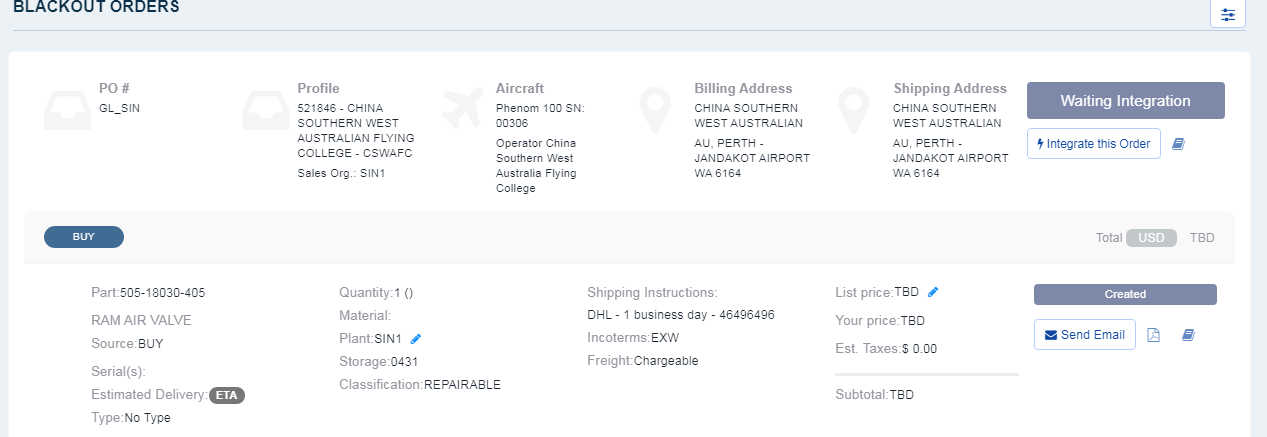 BLACKOUT ORDERS
PO #
GL_SIN
Profile
521846 - CHINA
SOUTHERN WEST
AUSTRALIAN FLYING
COLLEGE - CSWAFC
Sales Org.: SIN1
Aircraft
Phenom 100 SN:
00306
Operator China
Southern West
Australia Flying
College
Billing Address
CHINA SOUTHERN
WEST AUSTRALIAN
AU, PERTH -
JANDAKOT AIRPORT
WA 6164
Shipping Address
CHINA SOUTHERN
WEST AUSTRALIAN
AU, PERTH -
JANDAKOT AIRPORT
WA 6164
Waiting Integration
Integrate this Order
BUY
Total USD TBD
Part:505-18030-405
RAM AIR VALVE
Source:BUY
Serial(s):
Estimated Delivery:ETA
Type:No Type
Quantity:1 ()
Material:
Plant:SIN1
Storage:0431
Classification:REPAIRABLE
Shipping Instructions:
DHL - 1 business day - 46496496
Incoterms:EXW
Freight:Chargeable
List price:TBD
Your price:TBD
Est. Taxes:$ 0.00
Subtotal:TBD
Created
Send Email